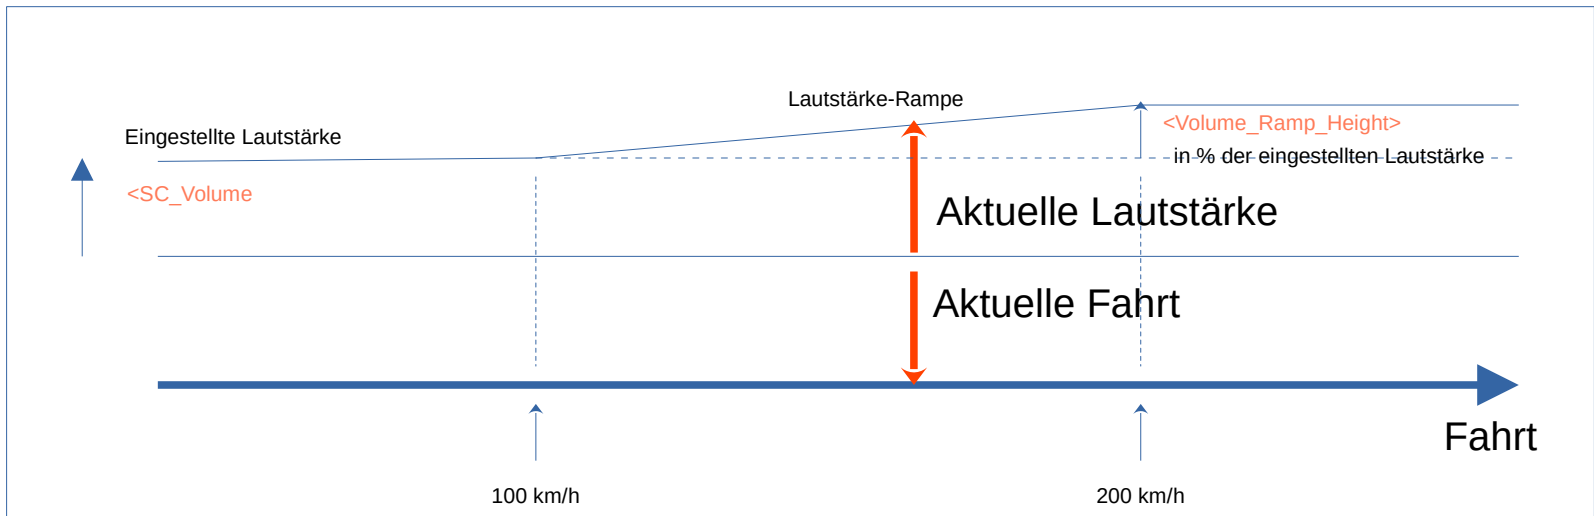 Lautstärke-Rampe
Eingestellte Lautstärke
<Volume_Ramp_Height>
in % der eingestellten Lautstärke
<SC_Volume
Aktuelle Lautstärke
Aktuelle Fahrt
Fahrt
100 km/h
200 km/h